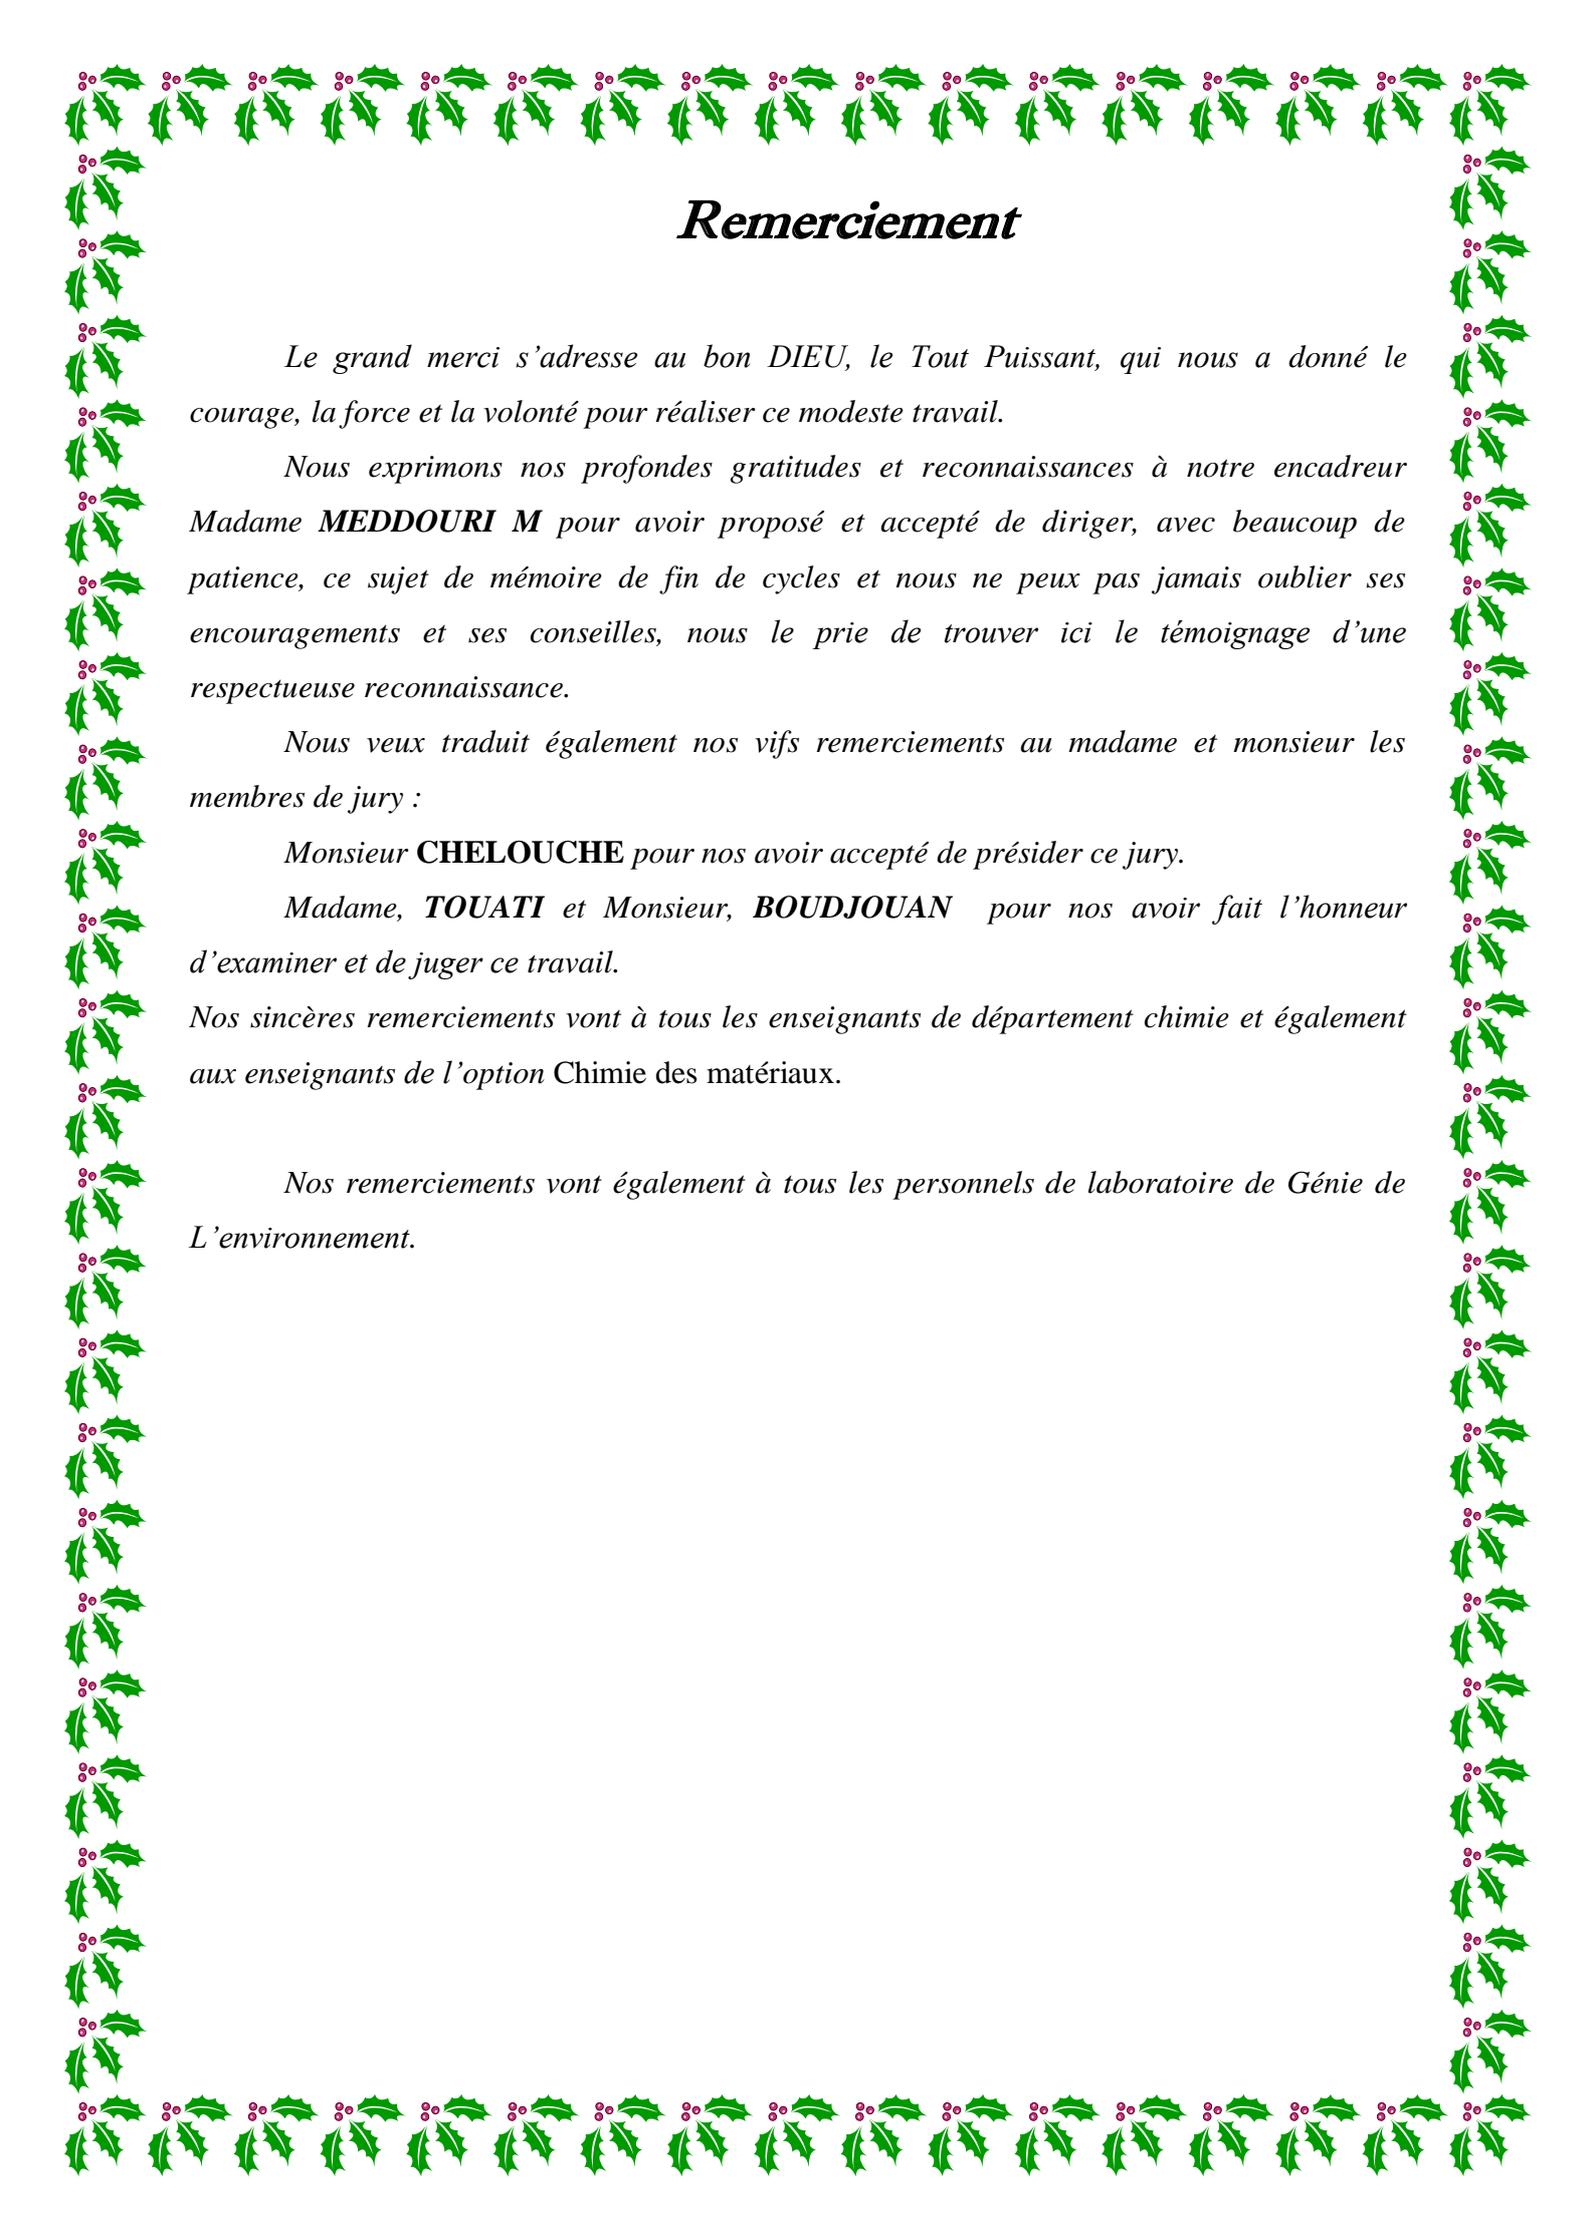 Remerciement
Le grand merci s’adresse au bon DIEU, le Tout Puissant, qui nous a donné le
courage, la force et la volonté pour réaliser ce modeste travail.
Nous exprimons nos profondes gratitudes et reconnaissances à notre encadreur
Madame MEDDOURI M pour avoir proposé et accepté de diriger, avec beaucoup de
patience, ce sujet de mémoire de fin de cycles et nous ne peux pas jamais oublier ses
encouragements et ses conseilles, nous le prie de trouver ici le témoignage d’une
respectueuse reconnaissance.
Nous veux traduit également nos vifs remerciements au madame et monsieur les
membres de jury :
Monsieur CHELOUCHE pour nos avoir accepté de présider ce jury.
Madame, TOUATI et Monsieur, BOUDJOUAN pour nos avoir fait l’honneur
d’examiner et de juger ce travail.
Nos sincères remerciements vont à tous les enseignants de département chimie et également
aux enseignants de l’option Chimie des matériaux.
Nos remerciements vont également à tous les personnels de laboratoire de Génie de
L’environnement.